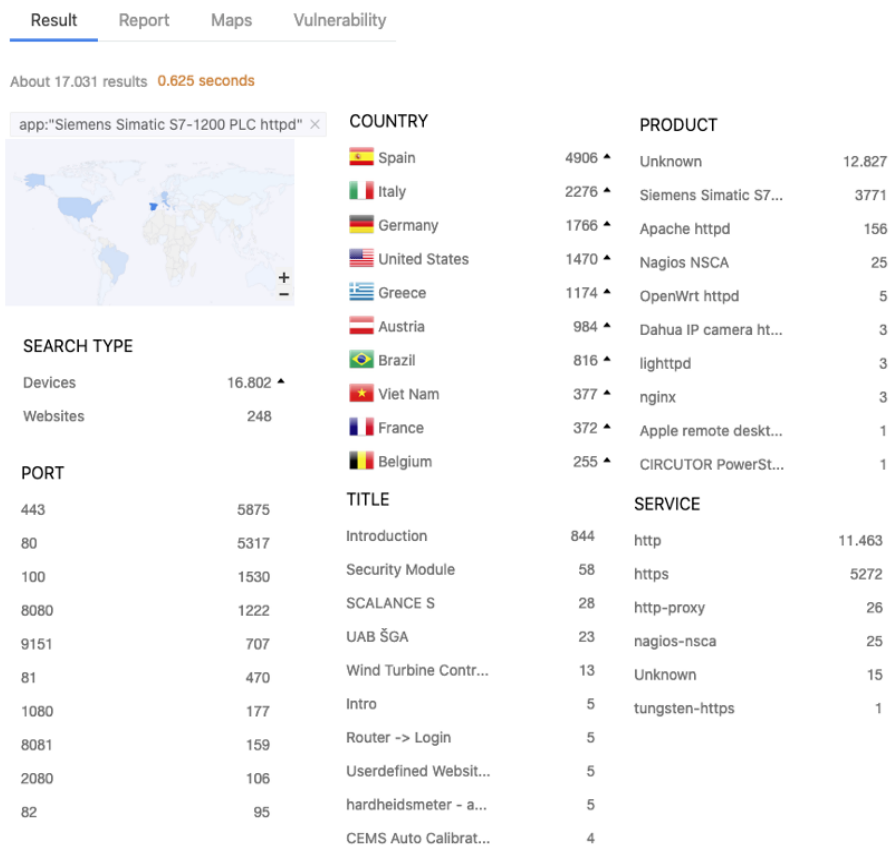 Result Report Maps Vulnerability
About 17.031 results 0.625 seconds
app:"Siemens Simatic S7-1200 PLC httpd" ×
+
−
SEARCH TYPE
Devices 16.802
Websites 248
PORT
443 5875
80 5317
100 1530
8080 1222
9151 707
81 470
1080 177
8081 159
2080 106
82 95
COUNTRY
Spain 4906
Italy 2276
Germany 1766
United States 1470
Greece 1174
Austria 984
Brazil 816
Viet Nam 377
France 372
Belgium 255
TITLE
Introduction 844
Security Module 58
SCALANCE S 28
UAB ŠGA 23
Wind Turbine Contr... 13
Intro 5
Router -> Login 5
Userdefined Websit... 5
hardheidsmeter - a... 5
CEMS Auto Calibrat... 4
PRODUCT
Unknown 12.827
Siemens Simatic S7... 3771
Apache httpd 156
Nagios NSCA 25
OpenWrt httpd 5
Dahua IP camera ht... 3
lighttpd 3
nginx 3
Apple remote deskt... 1
CIRCUTOR PowerSt... 1
SERVICE
http 11.463
https 5272
http-proxy 26
nagios-nsca 25
Unknown 15
tungsten-https 1